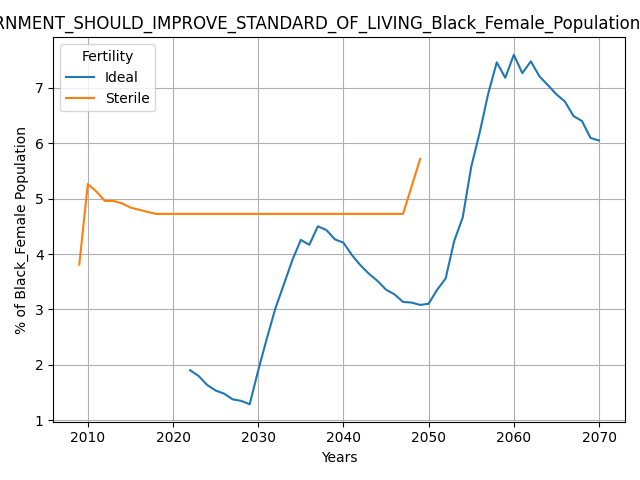 RNMENT_SHOULD_IMPROVE_STANDARD_OF_LIVING_Black_Female_Population
Fertility
Ideal
Sterile
% of Black_Female Population
7
6
5
4
3
2
1
2010 2020 2030 2040 2050 2060 2070
Years